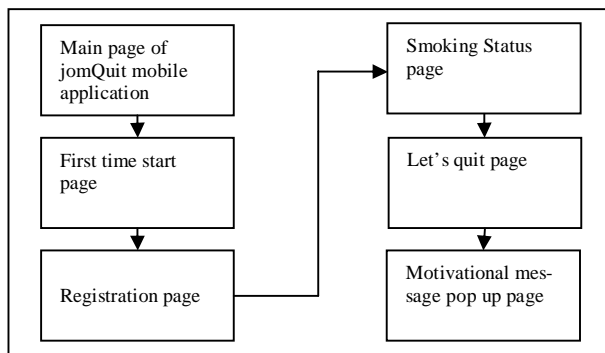 Main page of
jomQuit mobile
application
First time start
page
Registration page
Smoking Status
page
Let's quit page
Motivational mes-
sage pop up page